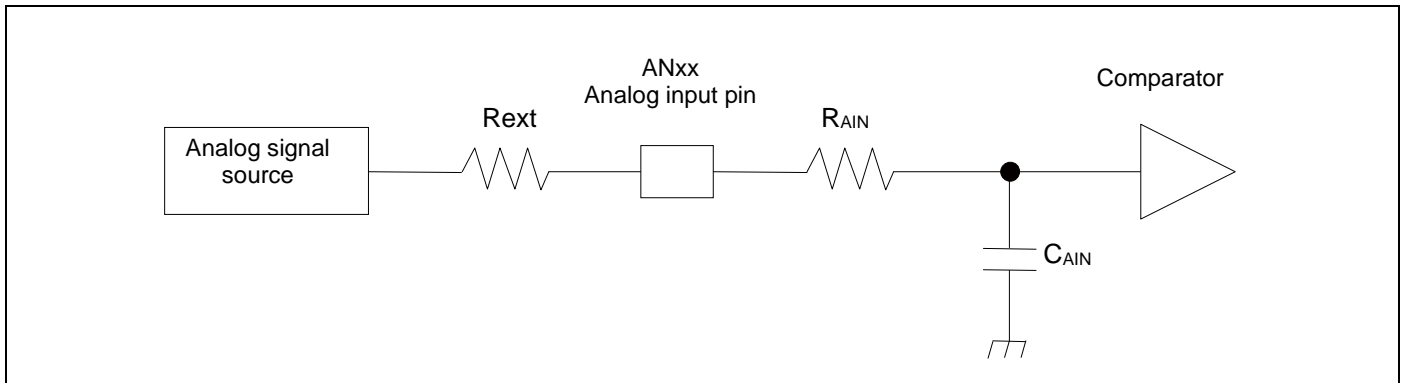 ANxx
Analog input pin
Comparator
Rext
RAIN
Analog signal
source
CAIN